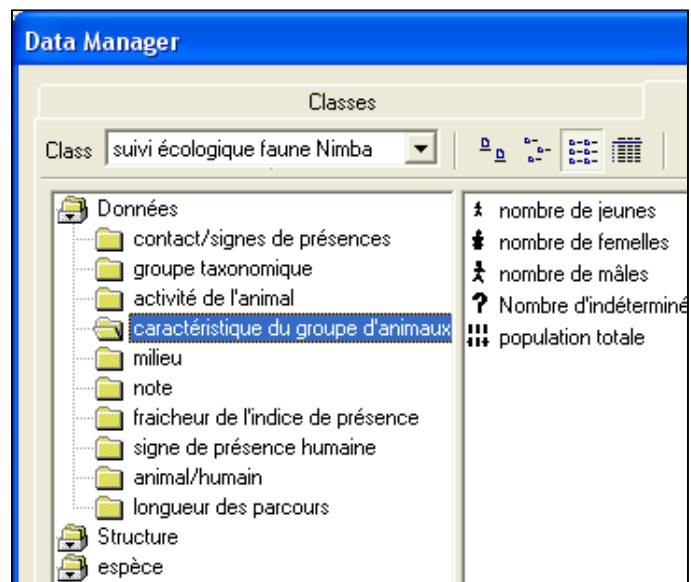 Data Manager
Classes
Class suivi écologique faune Nimba
Données
contact/signes de présences
groupe taxonomique
activité de l'animal
caractéristique du groupe d'animaux
milieu
note
fraicheur de l'indice de présence
signe de présence humaine
animal/humain
longueur des parcours
Structure
espèce
nombre de jeunes
nombre de femelles
nombre de mâles
Nombre d'indéterminé
population totale